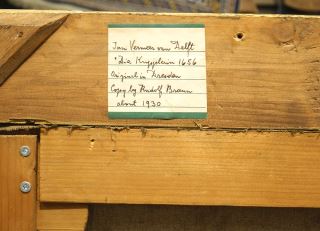 Jan Vermeer van Delft
"Die Kupplerin 1656
Original in Dresden
Copy by Rudolf Braun
about 1930